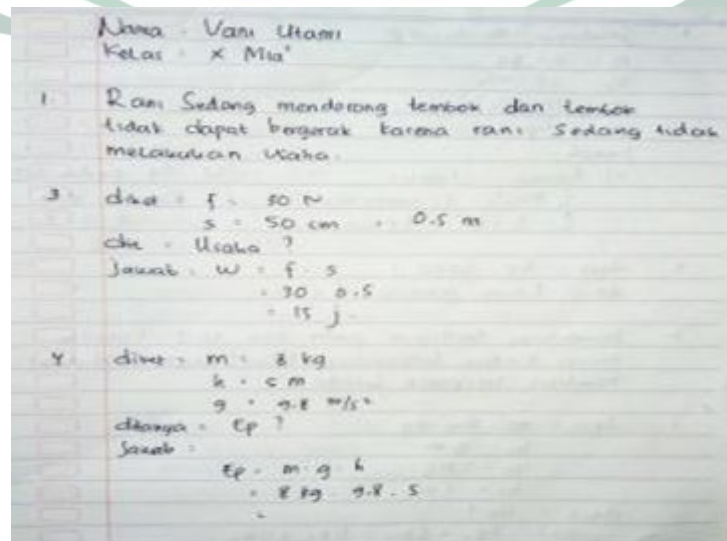 Nama : Vani Utami
Kelas : X Mia'
1 Rani Sedang mendorong tembok dan tembok
tidak dapat bergerak karena rani Sedang tidak
melakukan Usaha.
3 diket = f = 30 N
s = 50 cm = 0.5 m
dit = Usaha ?
Jawab : W = f . s
= 30 . 0.5
= 15 j
4 diket = m = 8 kg
h = 5 m
g = 9.8 m/s²
ditanya = Ep ?
Jawab :
Ep = m . g . h
= 8 kg 9.8 . 5
=